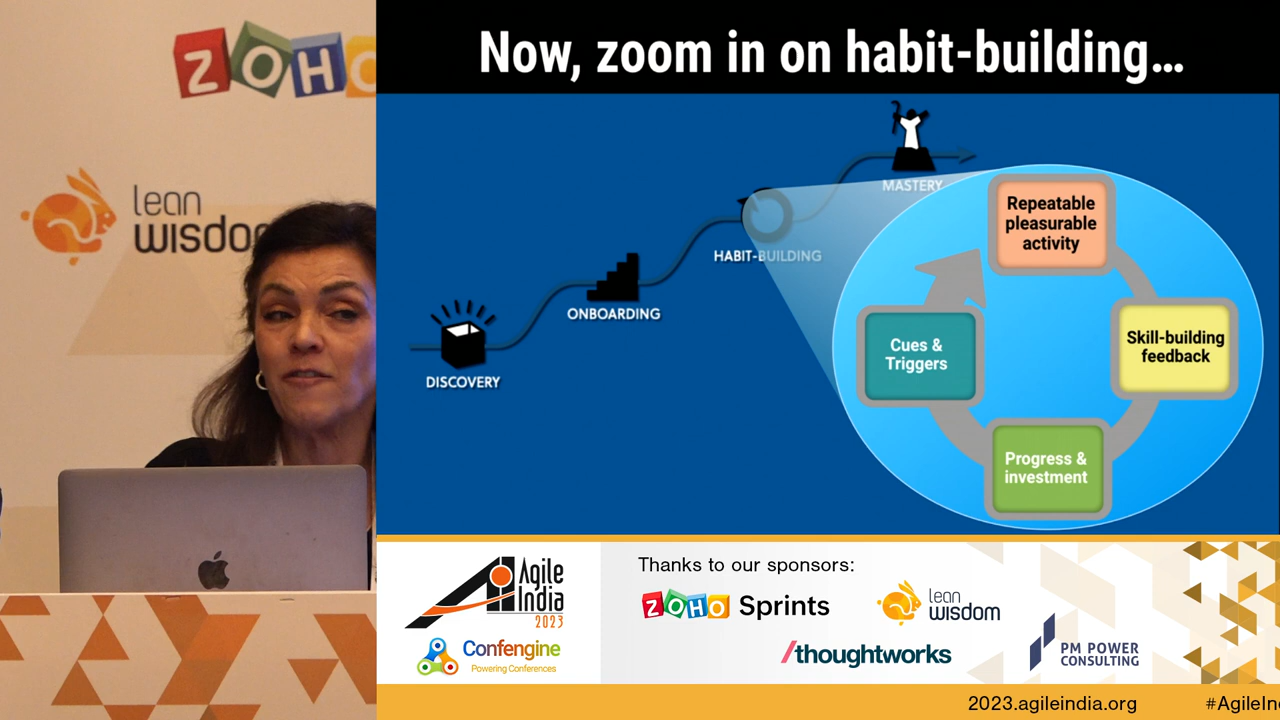 ZOHO
lean
wisdom
Now, zoom in on habit-building...
MASTERY
HABIT-BUILDING
ONBOARDING
DISCOVERY
Repeatable
pleasurable
activity
Skill-building
feedback
Progress &
investment
Cues &
Triggers
Agile
India
2023
Confengine
Powering Conferences
Thanks to our sponsors:
ZOHO Sprints
lean
wisdom
/thoughtworks
PM POWER
CONSULTING
2023.agileindia.org
#AgileIn